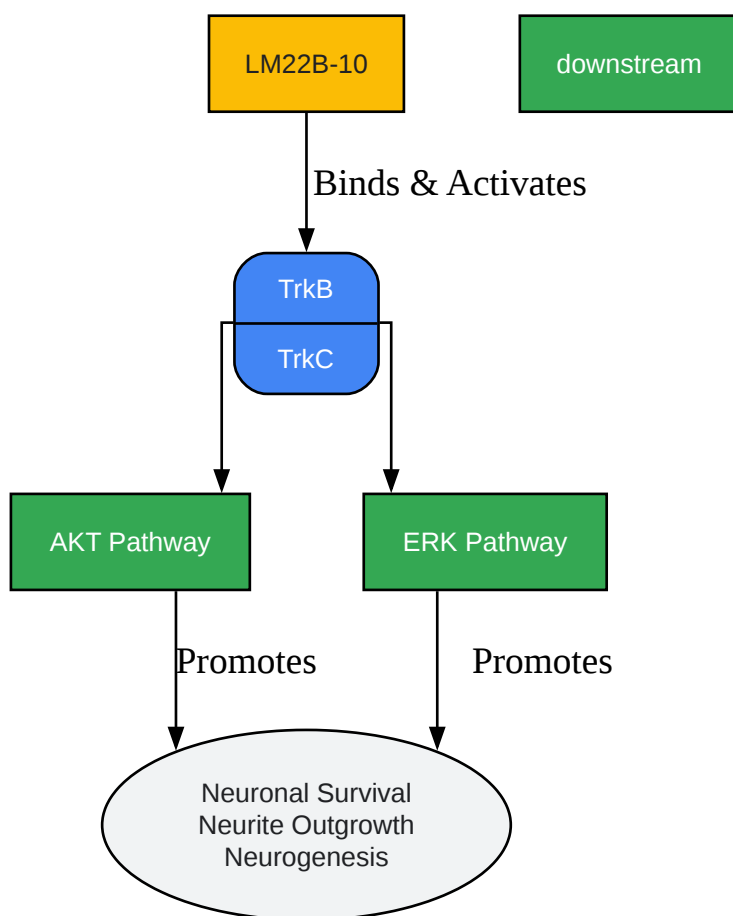 LM22B-10
downstream
Binds & Activates
TrkB
TrkC
AKT Pathway
ERK Pathway
Promotes
Promotes
Neuronal Survival
Neurite Outgrowth
Neurogenesis